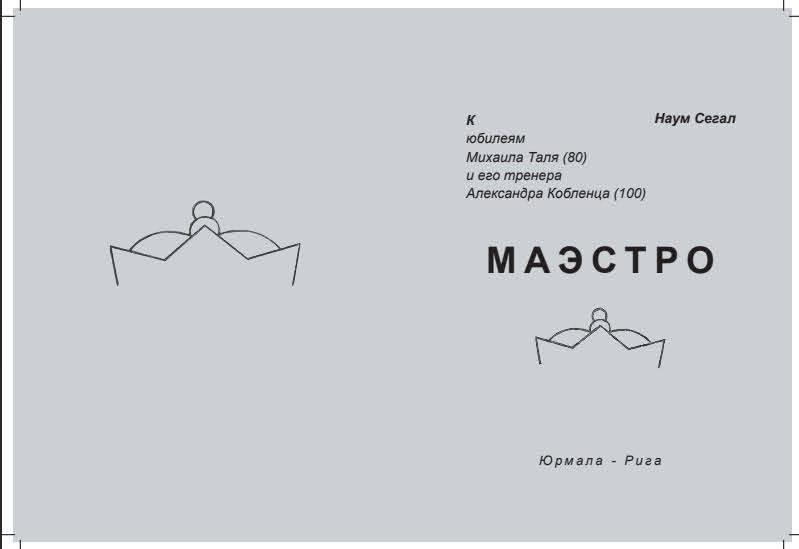 К
юбилеям
Михаила Таля (80)
и его тренера
Александра Кобленца (100)
Наум Сегал
МАЭСТРО
Юрмала - Рига